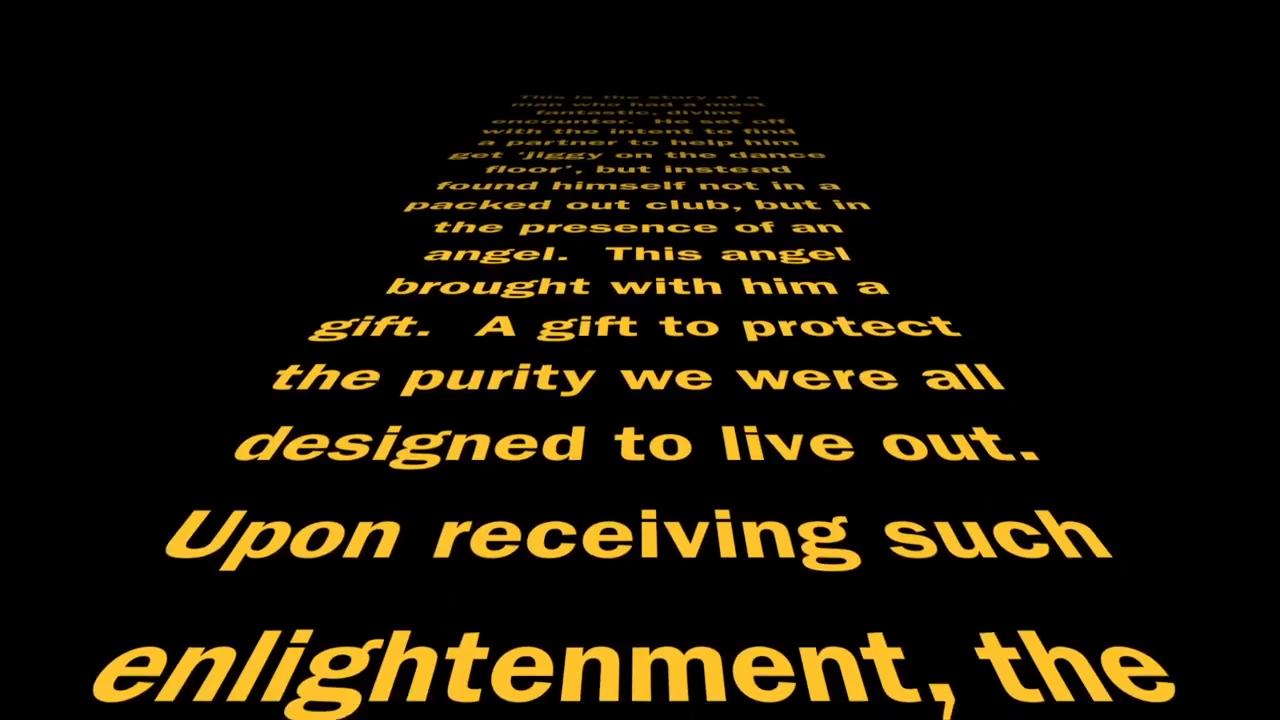 This is the story of a
man who had a most
fantastic, divine
encounter.  He set off
with the intent to find
a partner to help him
get 'jiggy on the dance
floor', but instead
found himself not in a
packed out club, but in
the presence of an
angel.  This angel
brought with him a
gift.  A gift to protect
the purity we were all
designed to live out.
Upon receiving such
enlightenment, the